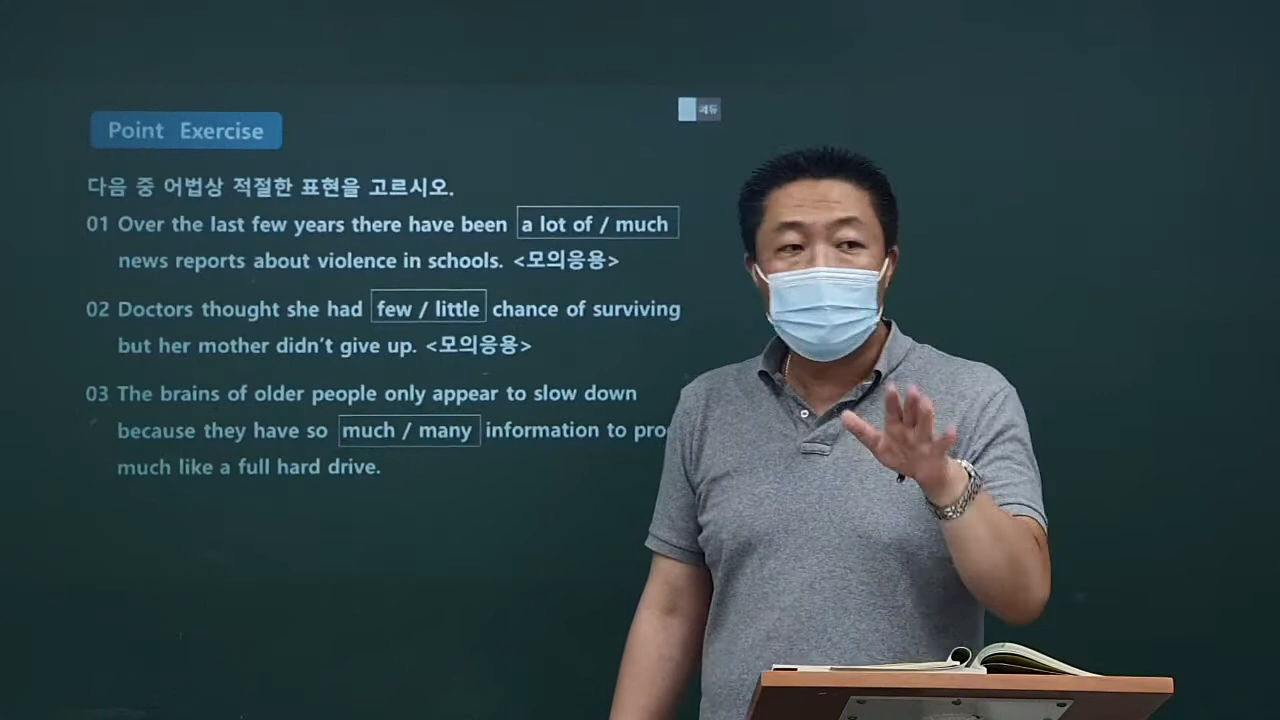 에듀
Point Exercise
다음 중 어법상 적절한 표현을 고르시오.
01 Over the last few years there have been a lot of / much
news reports about violence in schools. <모의응용>
02 Doctors thought she had few / little chance of surviving
but her mother didn't give up. <모의응용>
03 The brains of older people only appear to slow down
because they have so much / many information to
much like a full hard drive.